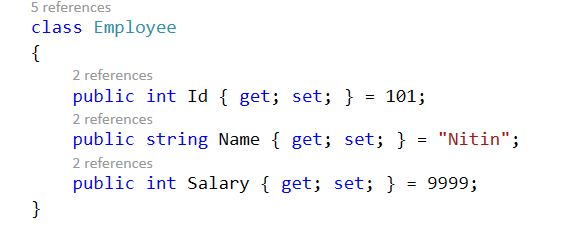 5 references
class Employee
{
2 references
public int Id { get; set; } = 101;
2 references
public string Name { get; set; } = "Nitin";
2 references
public int Salary { get; set; } = 9999;
}